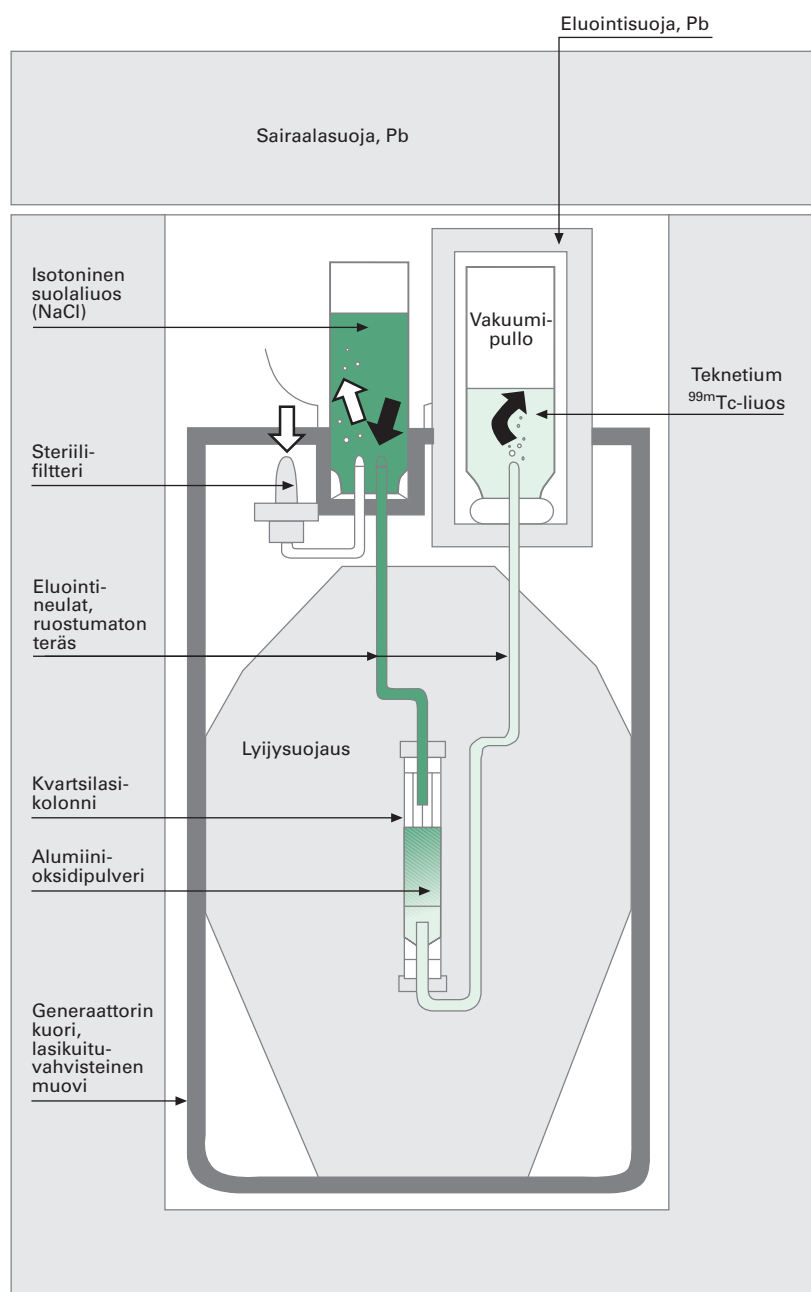 Eluointisuoja, Pb
Sairaalasuoja, Pb
Isotoninen
suolaliuos
(NaCl)
Vakuumi-
pullo
Teknetium
⁹⁹ᵐTc-liuos
Steriili-
filtteri
Eluointi-
neulat,
ruostumaton
teräs
Lyijysuojaus
Kvartsilasi-
kolonni
Alumiini-
oksidipulveri
Generaattorin
kuori,
lasikuitu-
vahvisteinen
muovi